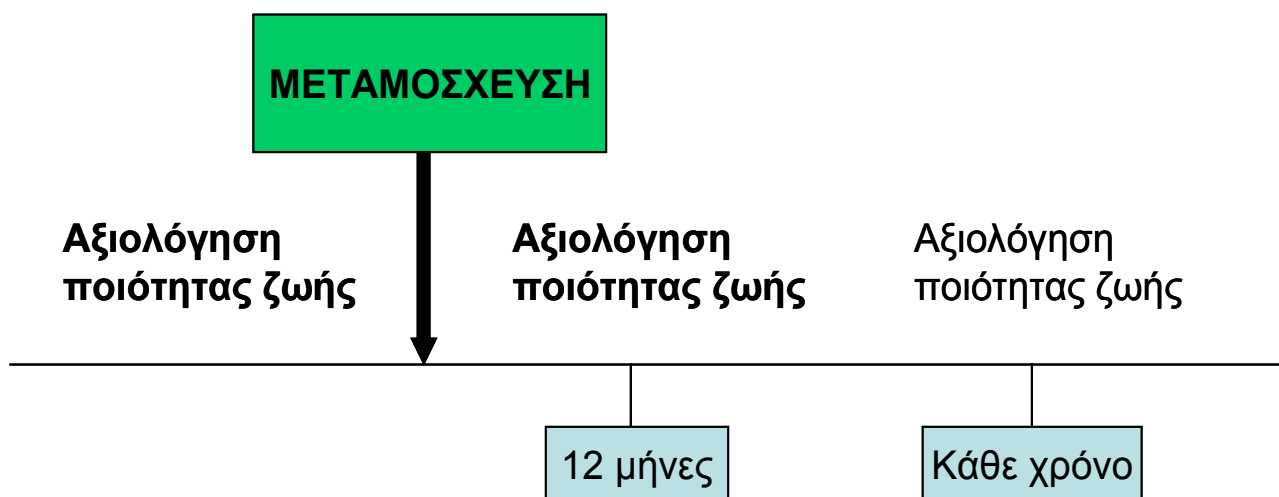 ΜΕΤΑΜΟΣΧΕΥΣΗ
Αξιολόγηση
ποιότητας ζωής
Αξιολόγηση
ποιότητας ζωής
Αξιολόγηση
ποιότητας ζωής
12 μήνες
Κάθε χρόνο